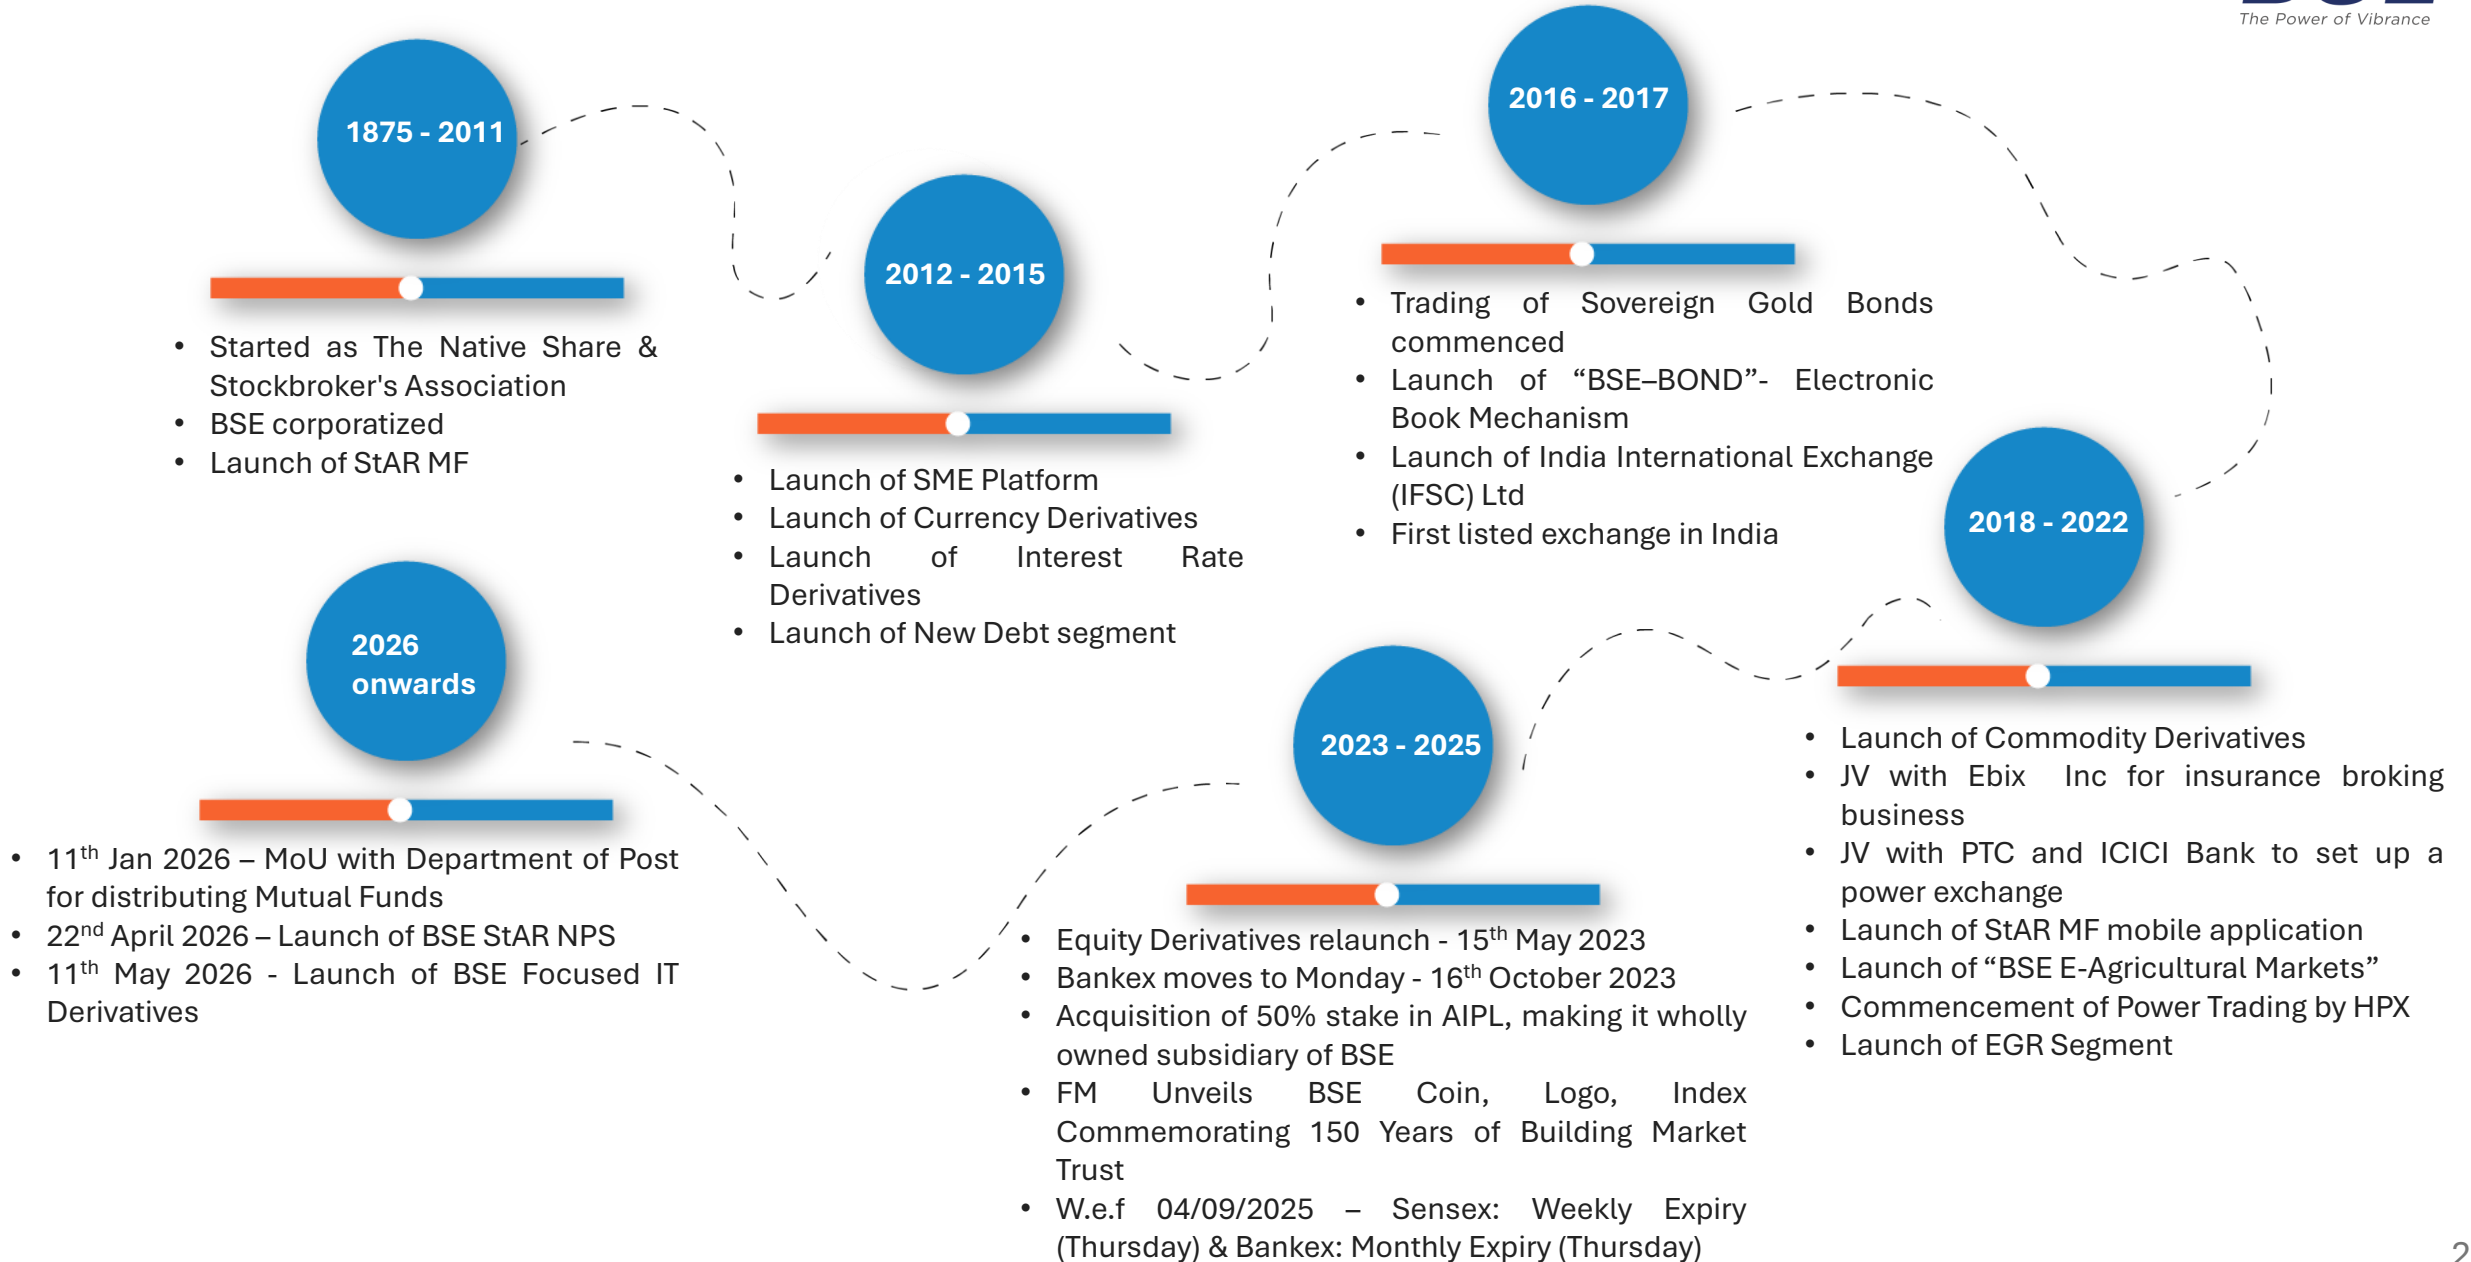 The Power of Vibrance
1875 - 2011
• Started as The Native Share &
Stockbroker's Association
• BSE corporatized
• Launch of StAR MF
2012 - 2015
• Launch of SME Platform
• Launch of Currency Derivatives
• Launch of Interest Rate
Derivatives
• Launch of New Debt segment
2016 - 2017
• Trading of Sovereign Gold Bonds
commenced
• Launch of “BSE–BOND”- Electronic
Book Mechanism
• Launch of India International Exchange
(IFSC) Ltd
• First listed exchange in India
2018 - 2022
• Launch of Commodity Derivatives
• JV with Ebix Inc for insurance broking
business
• JV with PTC and ICICI Bank to set up a
power exchange
• Launch of StAR MF mobile application
• Launch of “BSE E-Agricultural Markets”
• Commencement of Power Trading by HPX
• Launch of EGR Segment
2023 - 2025
• Equity Derivatives relaunch - 15th May 2023
• Bankex moves to Monday - 16th October 2023
• Acquisition of 50% stake in AIPL, making it wholly
owned subsidiary of BSE
• FM Unveils BSE Coin, Logo, Index
Commemorating 150 Years of Building Market
Trust
• W.e.f 04/09/2025 – Sensex: Weekly Expiry
(Thursday) & Bankex: Monthly Expiry (Thursday)
2026
onwards
• 11th Jan 2026 – MoU with Department of Post
for distributing Mutual Funds
• 22nd April 2026 – Launch of BSE StAR NPS
• 11th May 2026 - Launch of BSE Focused IT
Derivatives
2